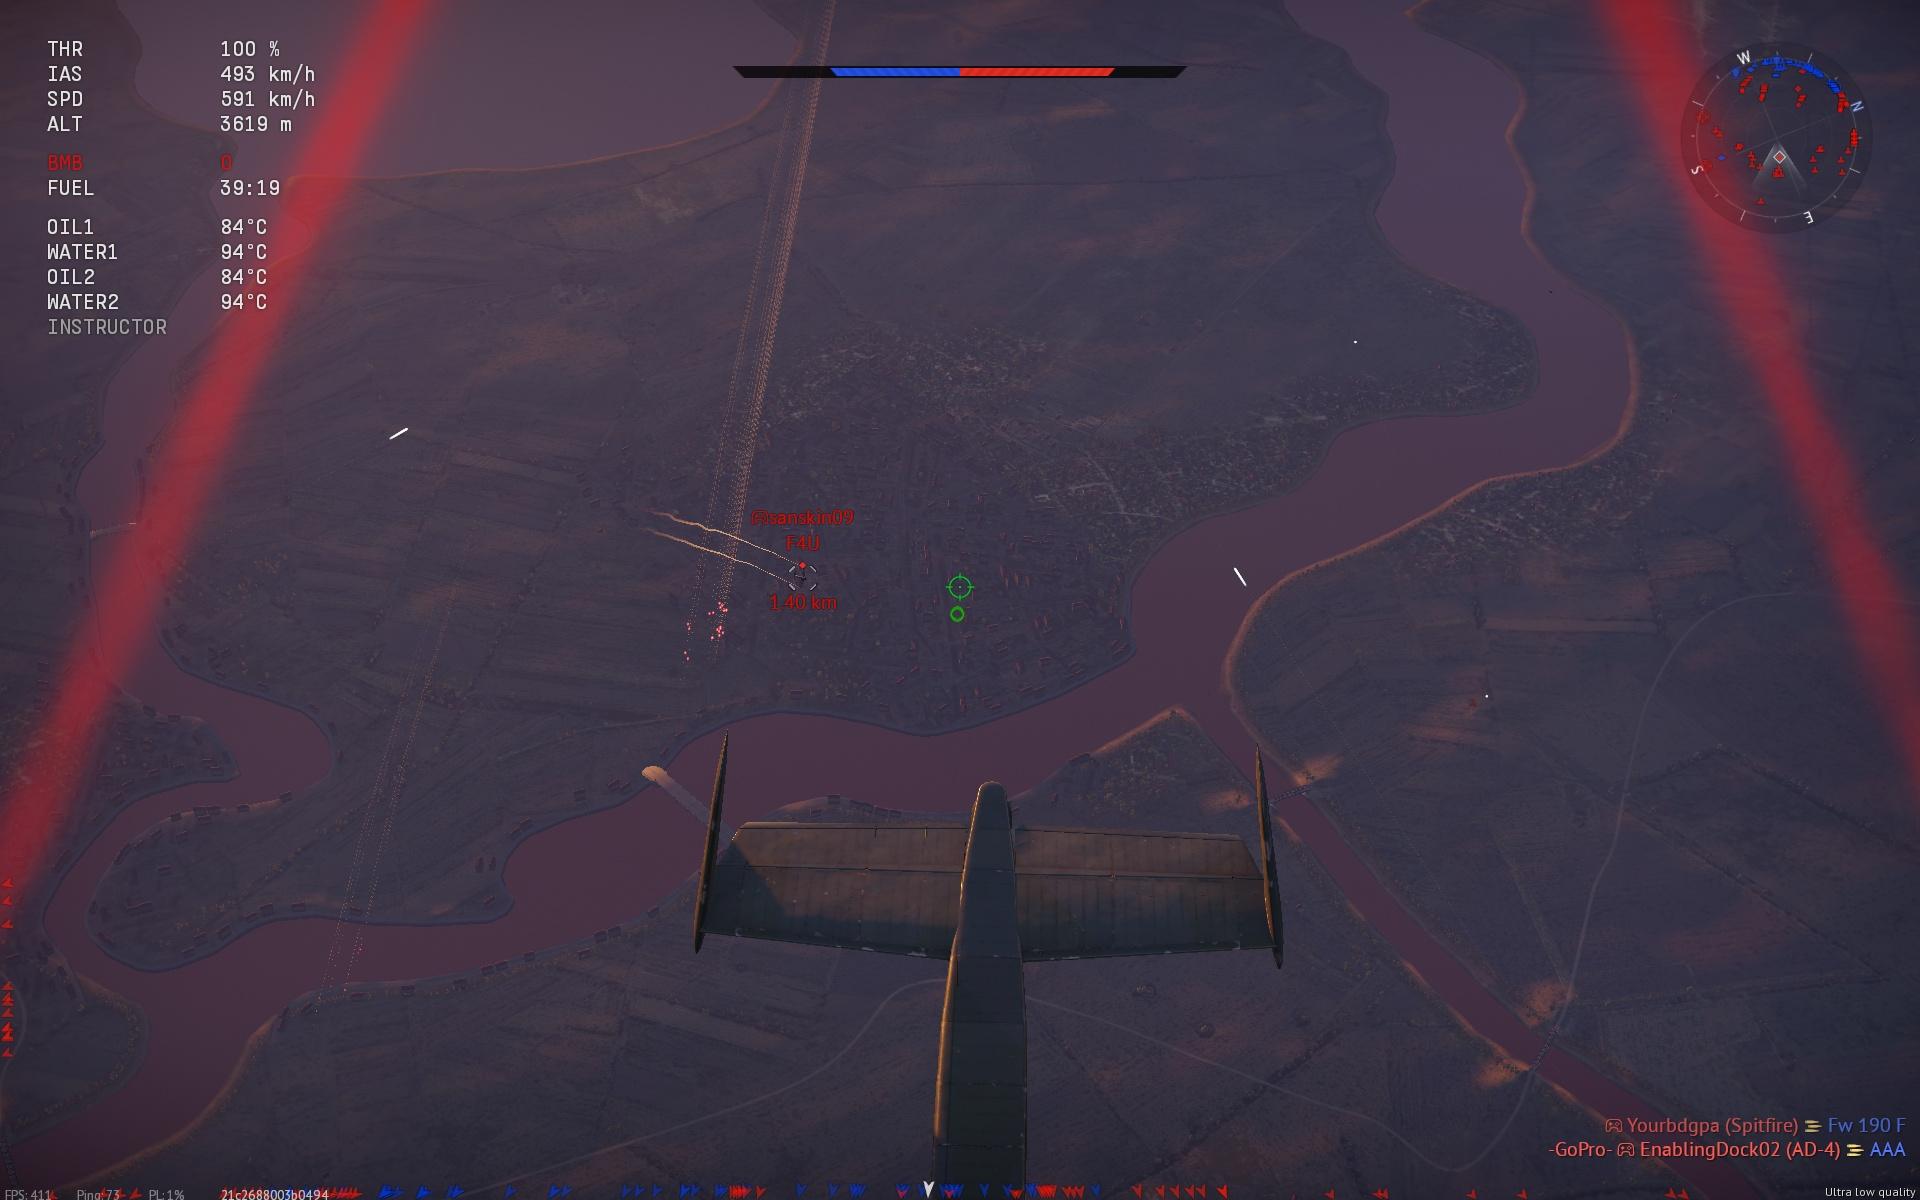 THR 100 %
IAS 493 km/h
SPD 591 km/h
ALT 3619 m
BMB 0
FUEL 39:19
OIL1 84°C
WATER1 94°C
OIL2 84°C
WATER2 94°C
INSTRUCTOR
W
N
S
E
sanskin09
F4U
1.40 km
Yourbdgpa (Spitfire) Fw 190 F
-GoPro- EnablingDock02 (AD-4) AAA
FPS:411 Ping:73 PL:1% 21c2688003b0494
Ultra low quality